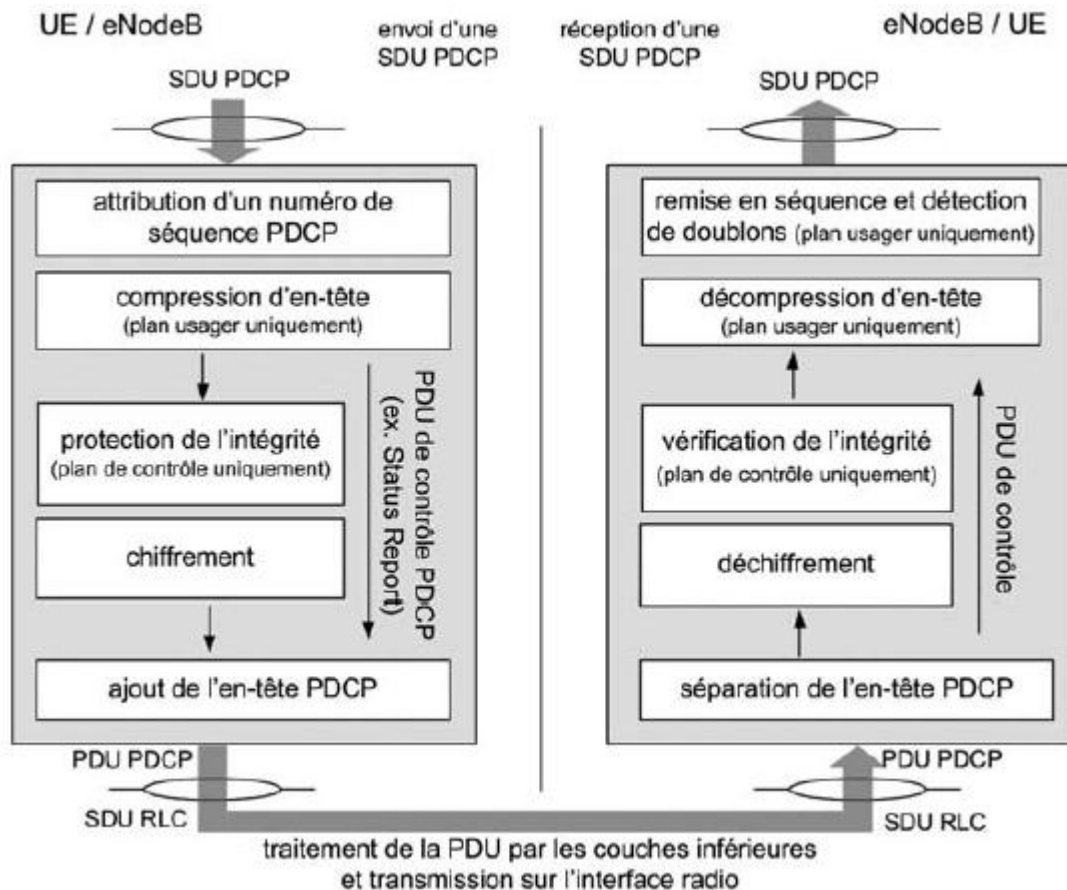 UE / eNodeB
envoi d'une
SDU PDCP
réception d'une
SDU PDCP
eNodeB / UE
SDU PDCP
attribution d'un numéro de
séquence PDCP
compression d'en-tête
(plan usager uniquement)
protection de l'intégrité
(plan de contrôle uniquement)
chiffrement
PDU de contrôle PDCP
(ex. Status Report)
ajout de l'en-tête PDCP
PDU PDCP
SDU RLC
SDU PDCP
remise en séquence et détection
de doublons (plan usager uniquement)
décompression d'en-tête
(plan usager uniquement)
vérification de l'intégrité
(plan de contrôle uniquement)
déchiffrement
PDU de contrôle
séparation de l'en-tête PDCP
PDU PDCP
SDU RLC
traitement de la PDU par les couches inférieures
et transmission sur l'interface radio